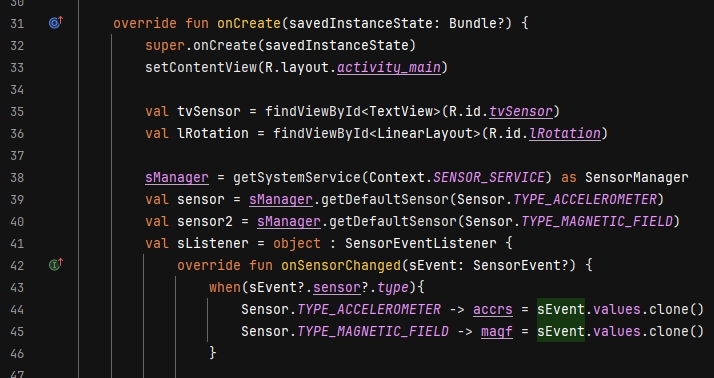 30
31 override fun onCreate(savedInstanceState: Bundle?) {
32 super.onCreate(savedInstanceState)
33 setContentView(R.layout.activity_main)
34
35 val tvSensor = findViewById<TextView>(R.id.tvSensor)
36 val lRotation = findViewById<LinearLayout>(R.id.lRotation)
37
38 sManager = getSystemService(Context.SENSOR_SERVICE) as SensorManager
39 val sensor = sManager.getDefaultSensor(Sensor.TYPE_ACCELEROMETER)
40 val sensor2 = sManager.getDefaultSensor(Sensor.TYPE_MAGNETIC_FIELD)
41 val sListener = object : SensorEventListener {
42 override fun onSensorChanged(sEvent: SensorEvent?) {
43 when(sEvent?.sensor?.type){
44 Sensor.TYPE_ACCELEROMETER -> accrs = sEvent.values.clone()
45 Sensor.TYPE_MAGNETIC_FIELD -> magf = sEvent.values.clone()
46 }
47